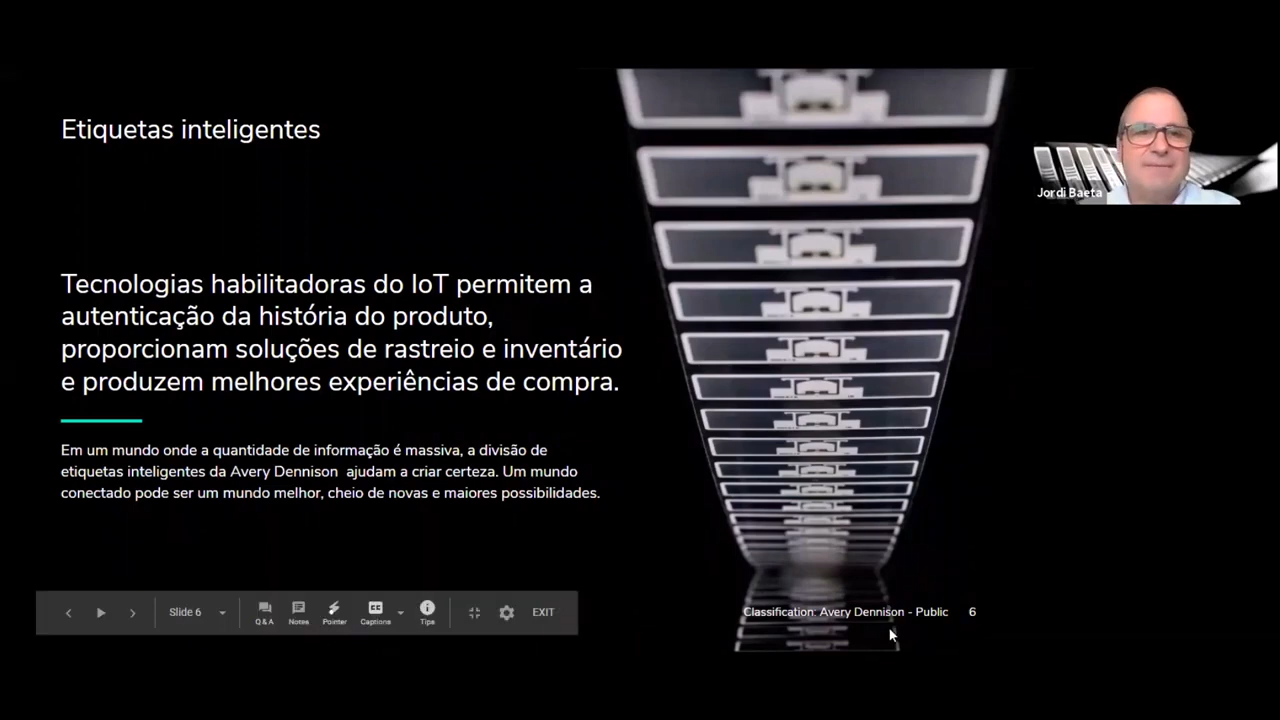 Etiquetas inteligentes
Jordi Baeta
Tecnologias habilitadoras do IoT permitem a
autenticação da história do produto,
proporcionam soluções de rastreio e inventário
e produzem melhores experiências de compra.
Em um mundo onde a quantidade de informação é massiva, a divisão de
etiquetas inteligentes da Avery Dennison ajudam a criar certeza. Um mundo
conectado pode ser um mundo melhor, cheio de novas e maiores possibilidades.
Slide 6
Q & A
Notes
Pointer
CC
Captions
Tips
EXIT
Classification: Avery Dennison - Public 6